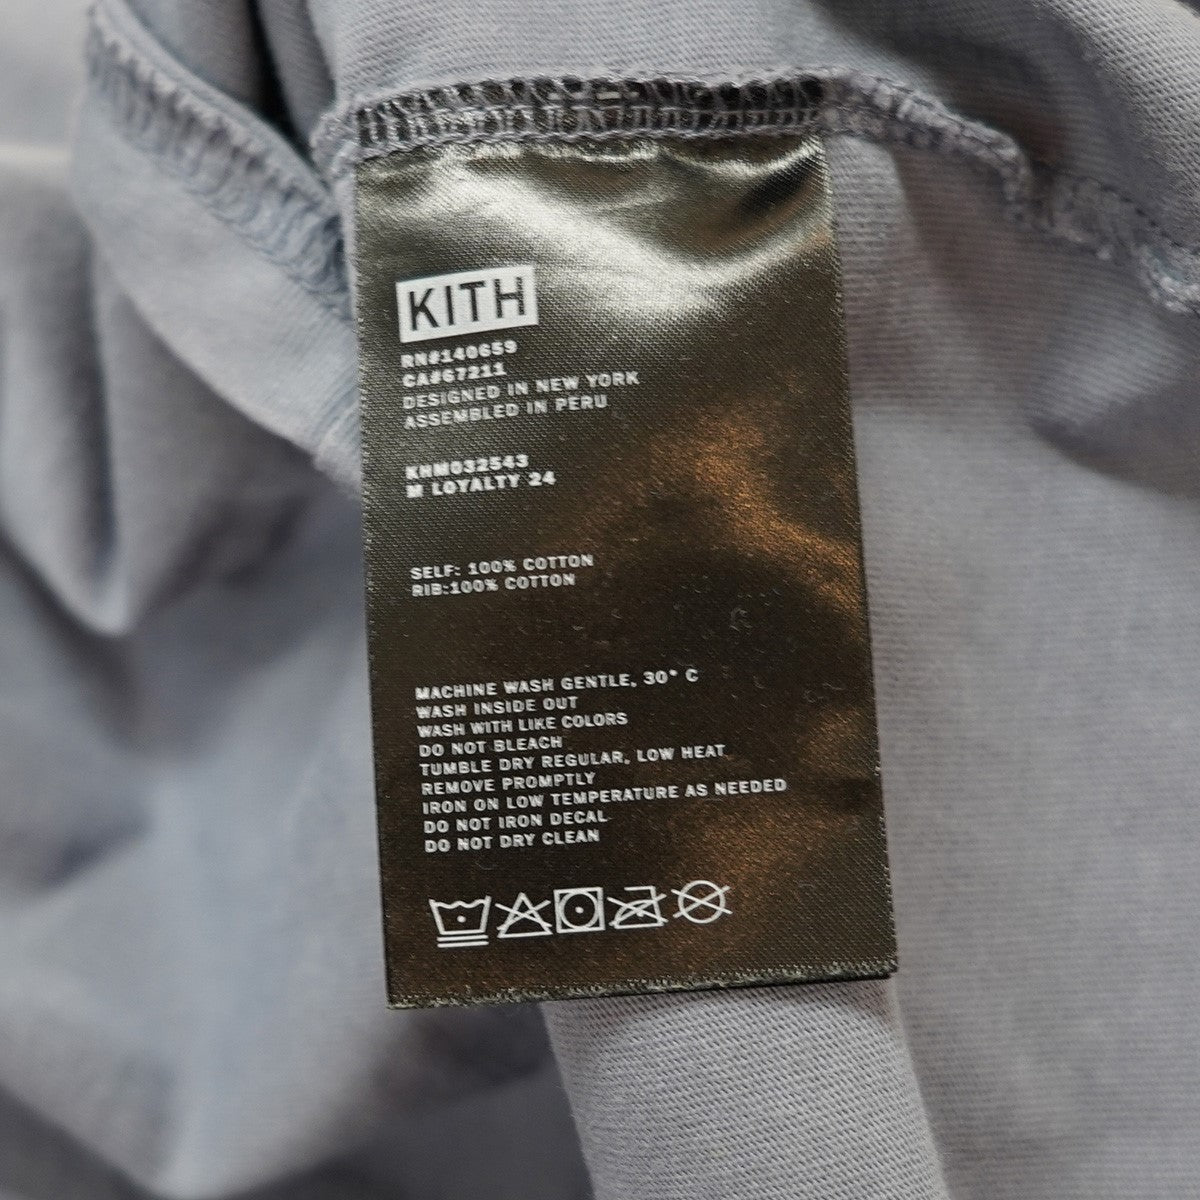 KITH
RN#140659
CA#67211
DESIGNED IN NEW YORK
ASSEMBLED IN PERU
KHM032543
M LOYALTY 24
SELF: 100% COTTON
RIB:100% COTTON
MACHINE WASH GENTLE, 30° C
WASH INSIDE OUT
WASH WITH LIKE COLORS
DO NOT BLEACH
TUMBLE DRY REGULAR, LOW HEAT
REMOVE PROMPTLY
IRON ON LOW TEMPERATURE AS NEEDED
DO NOT IRON DECAL
DO NOT DRY CLEAN